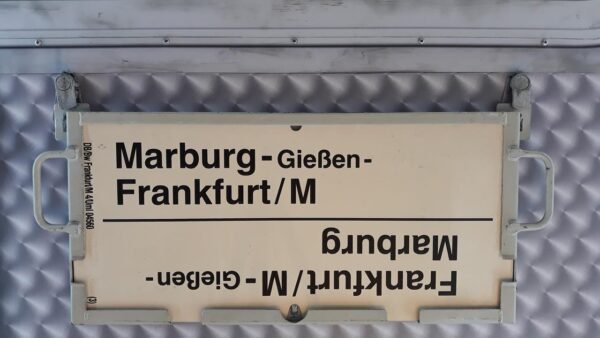 Marburg-Gießen-
Frankfurt/M
Frankfurt/M-Gießen-
Marburg